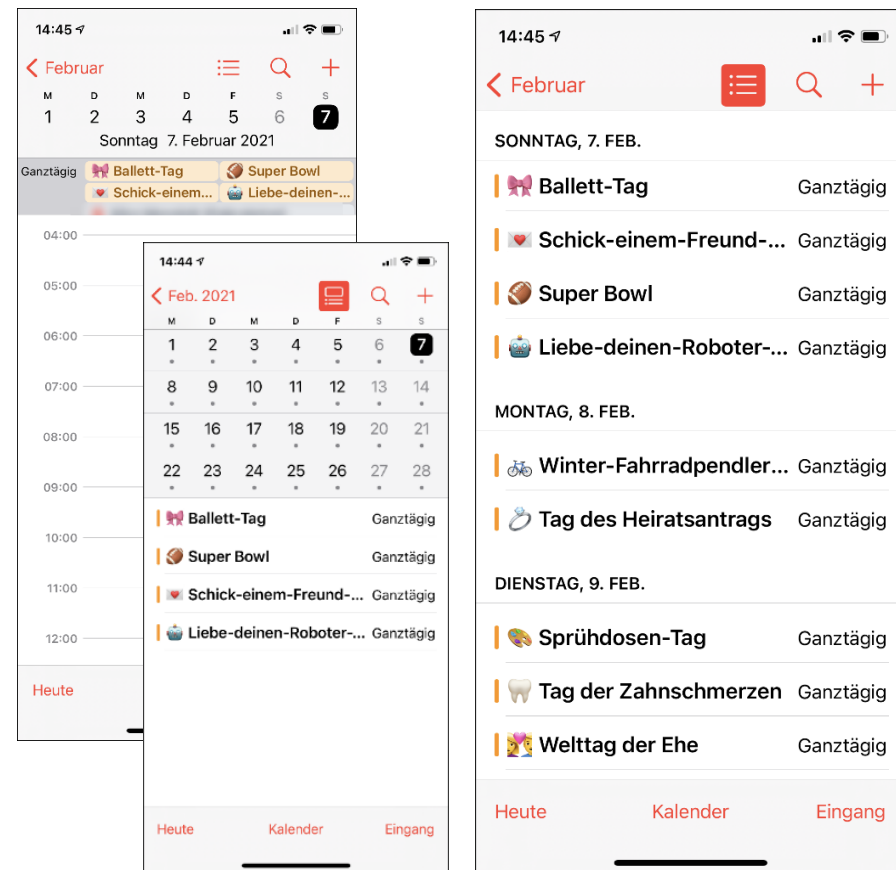 14:45
Februar
M D M D F S S
1 2 3 4 5 6 7
Sonntag 7. Februar 2021
Ganztägig
Ballett-Tag
Super Bowl
Schick-einem...
Liebe-deinen-...
04:00
05:00
06:00
07:00
08:00
09:00
10:00
11:00
12:00
Heute
14:44
Feb. 2021
M D M D F S S
1 2 3 4 5 6 7
8 9 10 11 12 13 14
15 16 17 18 19 20 21
22 23 24 25 26 27 28
Ballett-Tag Ganztägig
Super Bowl Ganztägig
Schick-einem-Freund-... Ganztägig
Liebe-deinen-Roboter-... Ganztägig
Heute Kalender Eingang
14:45
Februar
SONNTAG, 7. FEB.
Ballett-Tag Ganztägig
Schick-einem-Freund-... Ganztägig
Super Bowl Ganztägig
Liebe-deinen-Roboter-... Ganztägig
MONTAG, 8. FEB.
Winter-Fahrradpendler... Ganztägig
Tag des Heiratsantrags Ganztägig
DIENSTAG, 9. FEB.
Sprühdosen-Tag Ganztägig
Tag der Zahnschmerzen Ganztägig
Welttag der Ehe Ganztägig
Heute Kalender Eingang